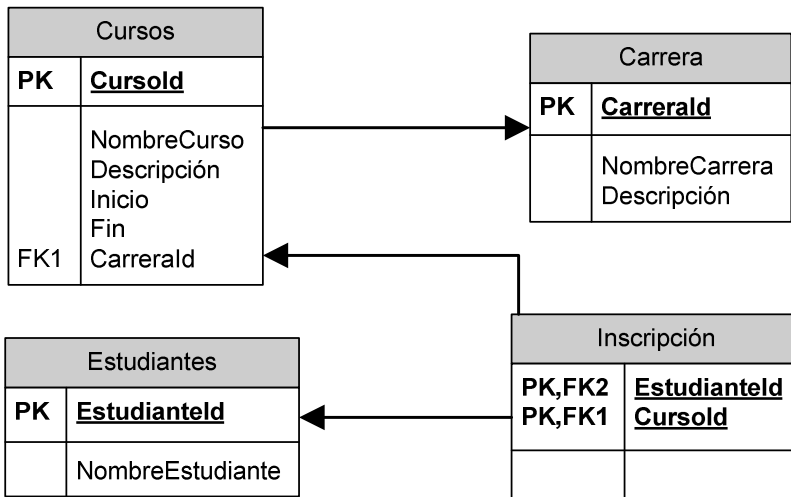 Cursos
PK CursoId
NombreCurso
Descripción
Inicio
Fin
FK1 CarreraId
Carrera
PK CarreraId
NombreCarrera
Descripción
Estudiantes
PK EstudianteId
NombreEstudiante
Inscripción
PK,FK2 EstudianteId
PK,FK1 CursoId